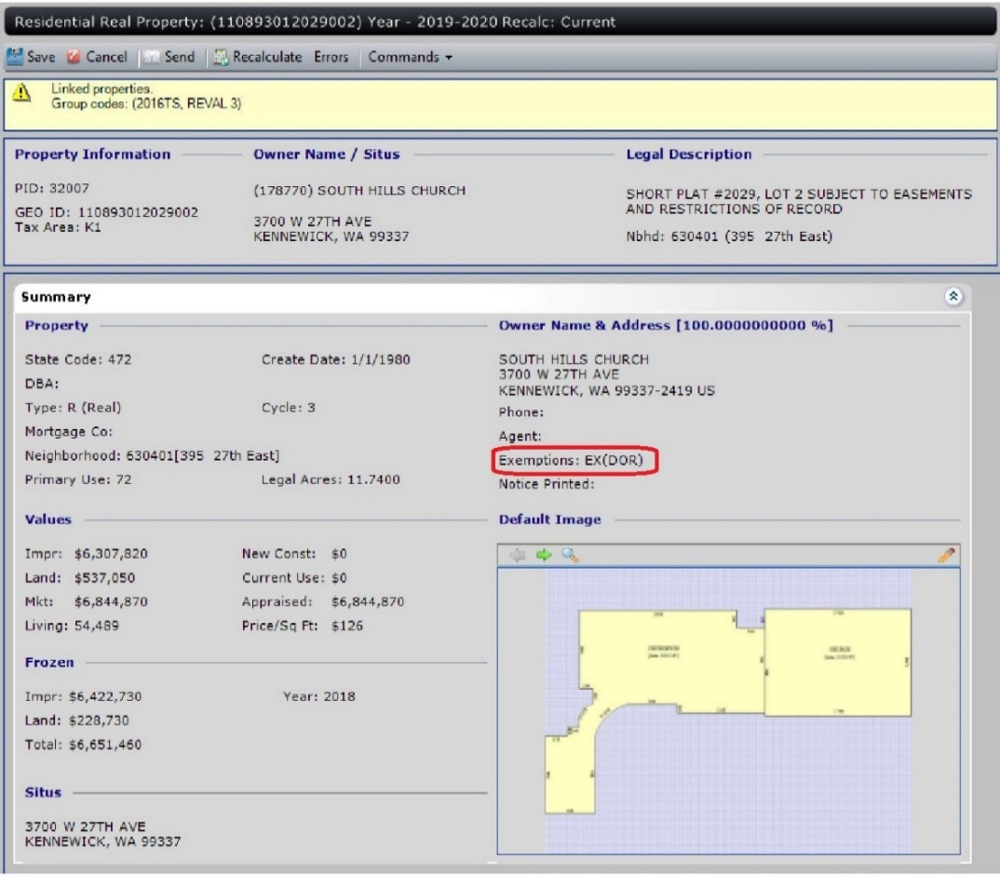 Residential Real Property: (110893012029002) Year - 2019-2020 Recalc: Current
Save Cancel Send Recalculate Errors Commands
Linked properties.
Group codes: (2016TS, REVAL 3)
Property Information
PID: 32007
GEO ID: 110893012029002
Tax Area: K1
Owner Name / Situs
(178770) SOUTH HILLS CHURCH
3700 W 27TH AVE
KENNEWICK, WA 99337
Legal Description
SHORT PLAT #2029, LOT 2 SUBJECT TO EASEMENTS
AND RESTRICTIONS OF RECORD
Nbhd: 630401 (395 27th East)
Summary
Property
State Code: 472 Create Date: 1/1/1980
DBA:
Type: R (Real) Cycle: 3
Mortgage Co:
Neighborhood: 630401[395 27th East]
Primary Use: 72 Legal Acres: 11.7400
Owner Name & Address [100.0000000000 %]
SOUTH HILLS CHURCH
3700 W 27TH AVE
KENNEWICK, WA 99337-2419 US
Phone:
Agent:
Exemptions: EX(DOR)
Notice Printed:
Values
Impr: $6,307,820 New Const: $0
Land: $537,050 Current Use: $0
Mkt: $6,844,870 Appraised: $6,844,870
Living: 54,489 Price/Sq Ft: $126
Frozen
Impr: $6,422,730 Year: 2018
Land: $228,730
Total: $6,651,460
Situs
3700 W 27TH AVE
KENNEWICK, WA 99337
Default Image
CHURCH